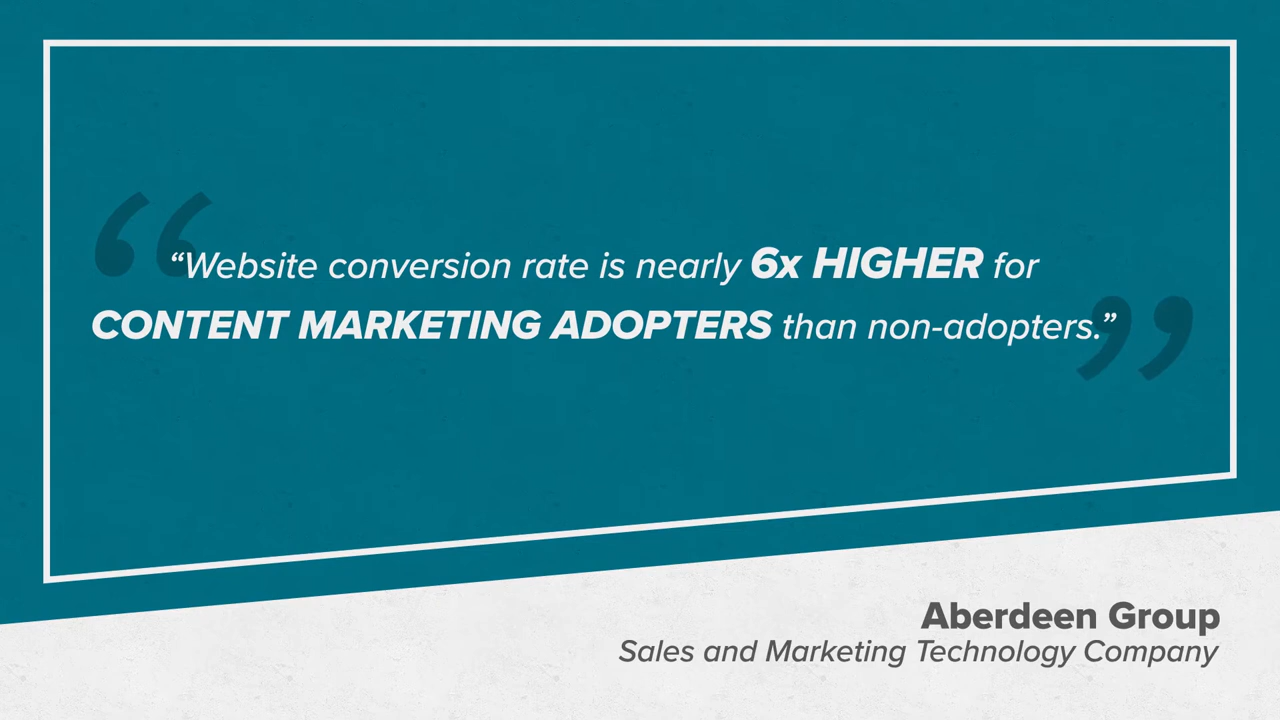 “Website conversion rate is nearly 6x HIGHER for
CONTENT MARKETING ADOPTERS than non-adopters.”
Aberdeen Group
Sales and Marketing Technology Company